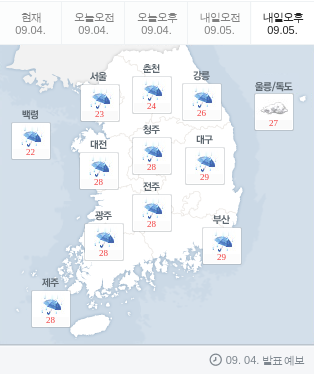 현재 오늘오전 오늘오후 내일오전 내일오후
09.04. 09.04. 09.04. 09.05. 09.05.
서울 춘천 강릉 울릉/독도
23 24 26 27
백령 대전 청주 대구
22 28 28 29
전주
28
광주 부산
28 29
제주
28
09. 04. 발표 예보